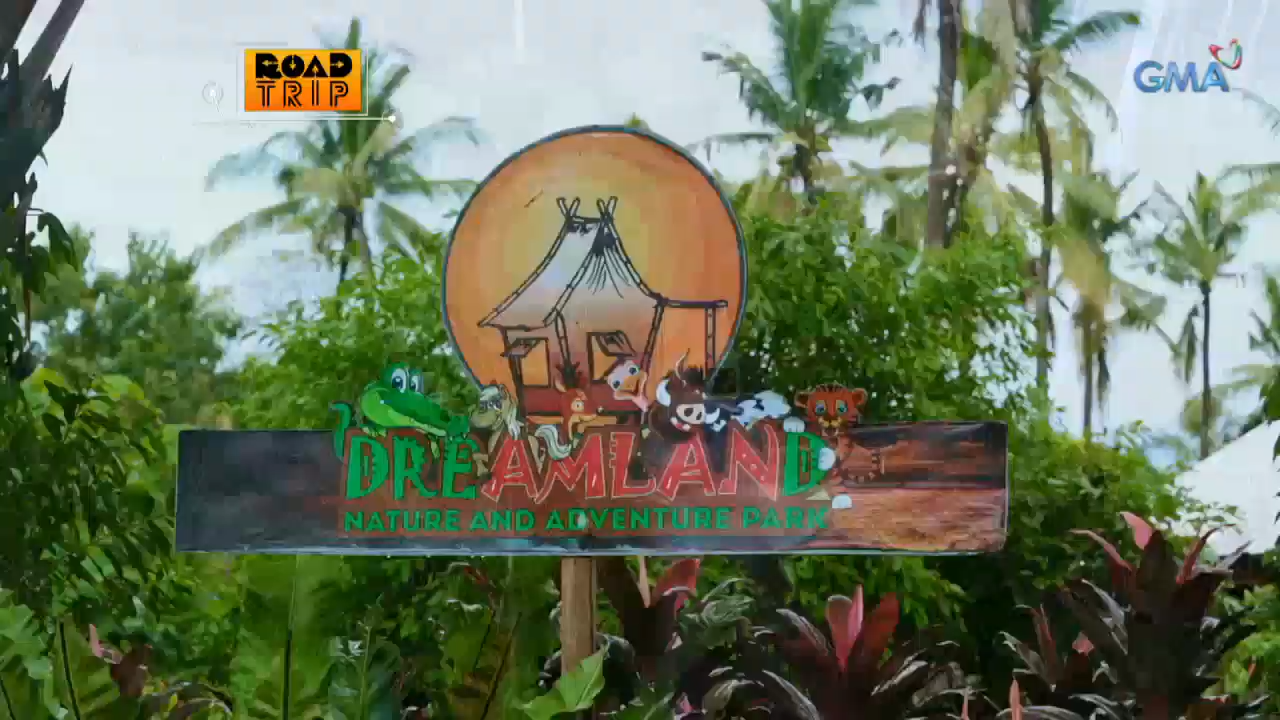 ROAD
TRIP
GMA
DREAMLAND
NATURE AND ADVENTURE PARK